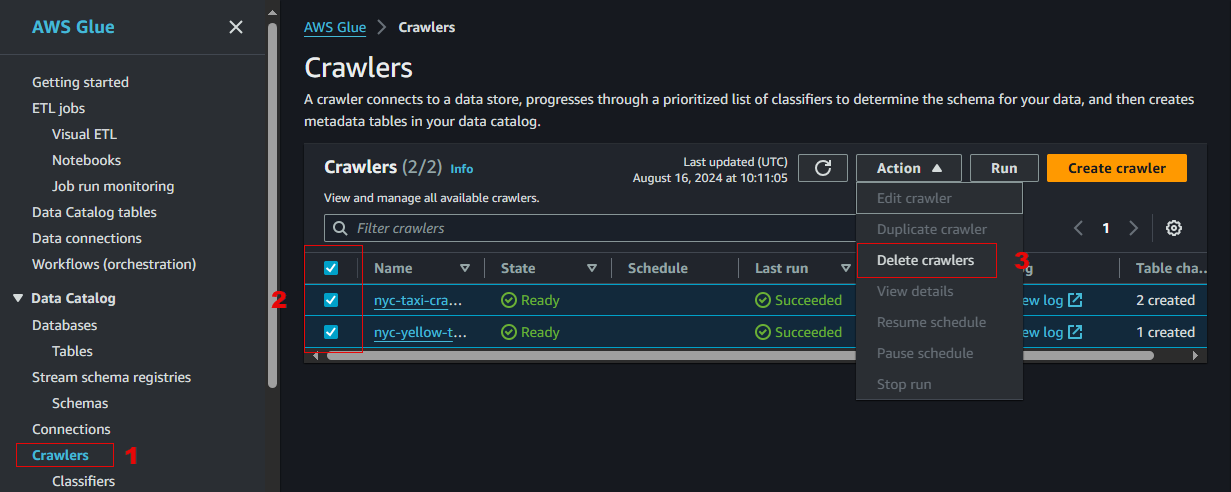 AWS Glue
Getting started
ETL jobs
Visual ETL
Notebooks
Job run monitoring
Data Catalog tables
Data connections
Workflows (orchestration)
Data Catalog
Databases
Tables
Stream schema registries
Schemas
Connections
Crawlers 1
Classifiers
AWS Glue > Crawlers
Crawlers
A crawler connects to a data store, progresses through a prioritized list of classifiers to determine the schema for your data, and then creates
metadata tables in your data catalog.
Crawlers (2/2) Info
Last updated (UTC)
August 16, 2024 at 10:11:05
Action
Run
Create crawler
View and manage all available crawlers.
Filter crawlers
1
Edit crawler
Duplicate crawler
Delete crawlers 3
View details
Resume schedule
Pause schedule
Stop run
2
Name State Schedule Last run Table cha...
nyc-taxi-cra... Ready Succeeded 2 created
nyc-yellow-t... Ready Succeeded 1 created